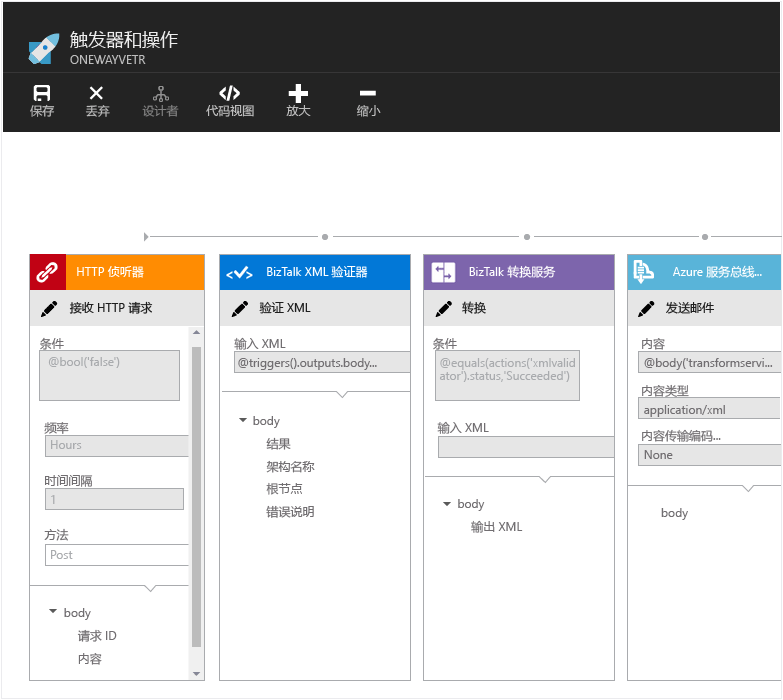 触发器和操作
ONEWAYVETR
保存
丢弃
设计者
代码视图
放大
缩小
HTTP 侦听器
接收 HTTP 请求
条件
@bool('false')
频率
Hours
时间间隔
1
方法
Post
body
请求 ID
内容
BizTalk XML 验证器
验证 XML
输入 XML
@triggers().outputs.body...
body
结果
架构名称
根节点
错误说明
BizTalk 转换服务
转换
条件
@equals(actions('xmlvalid
ator').status,'Succeeded')
输入 XML
body
输出 XML
Azure 服务总线...
发送邮件
内容
@body('transformservi...
内容类型
application/xml
内容传输编码...
None
body